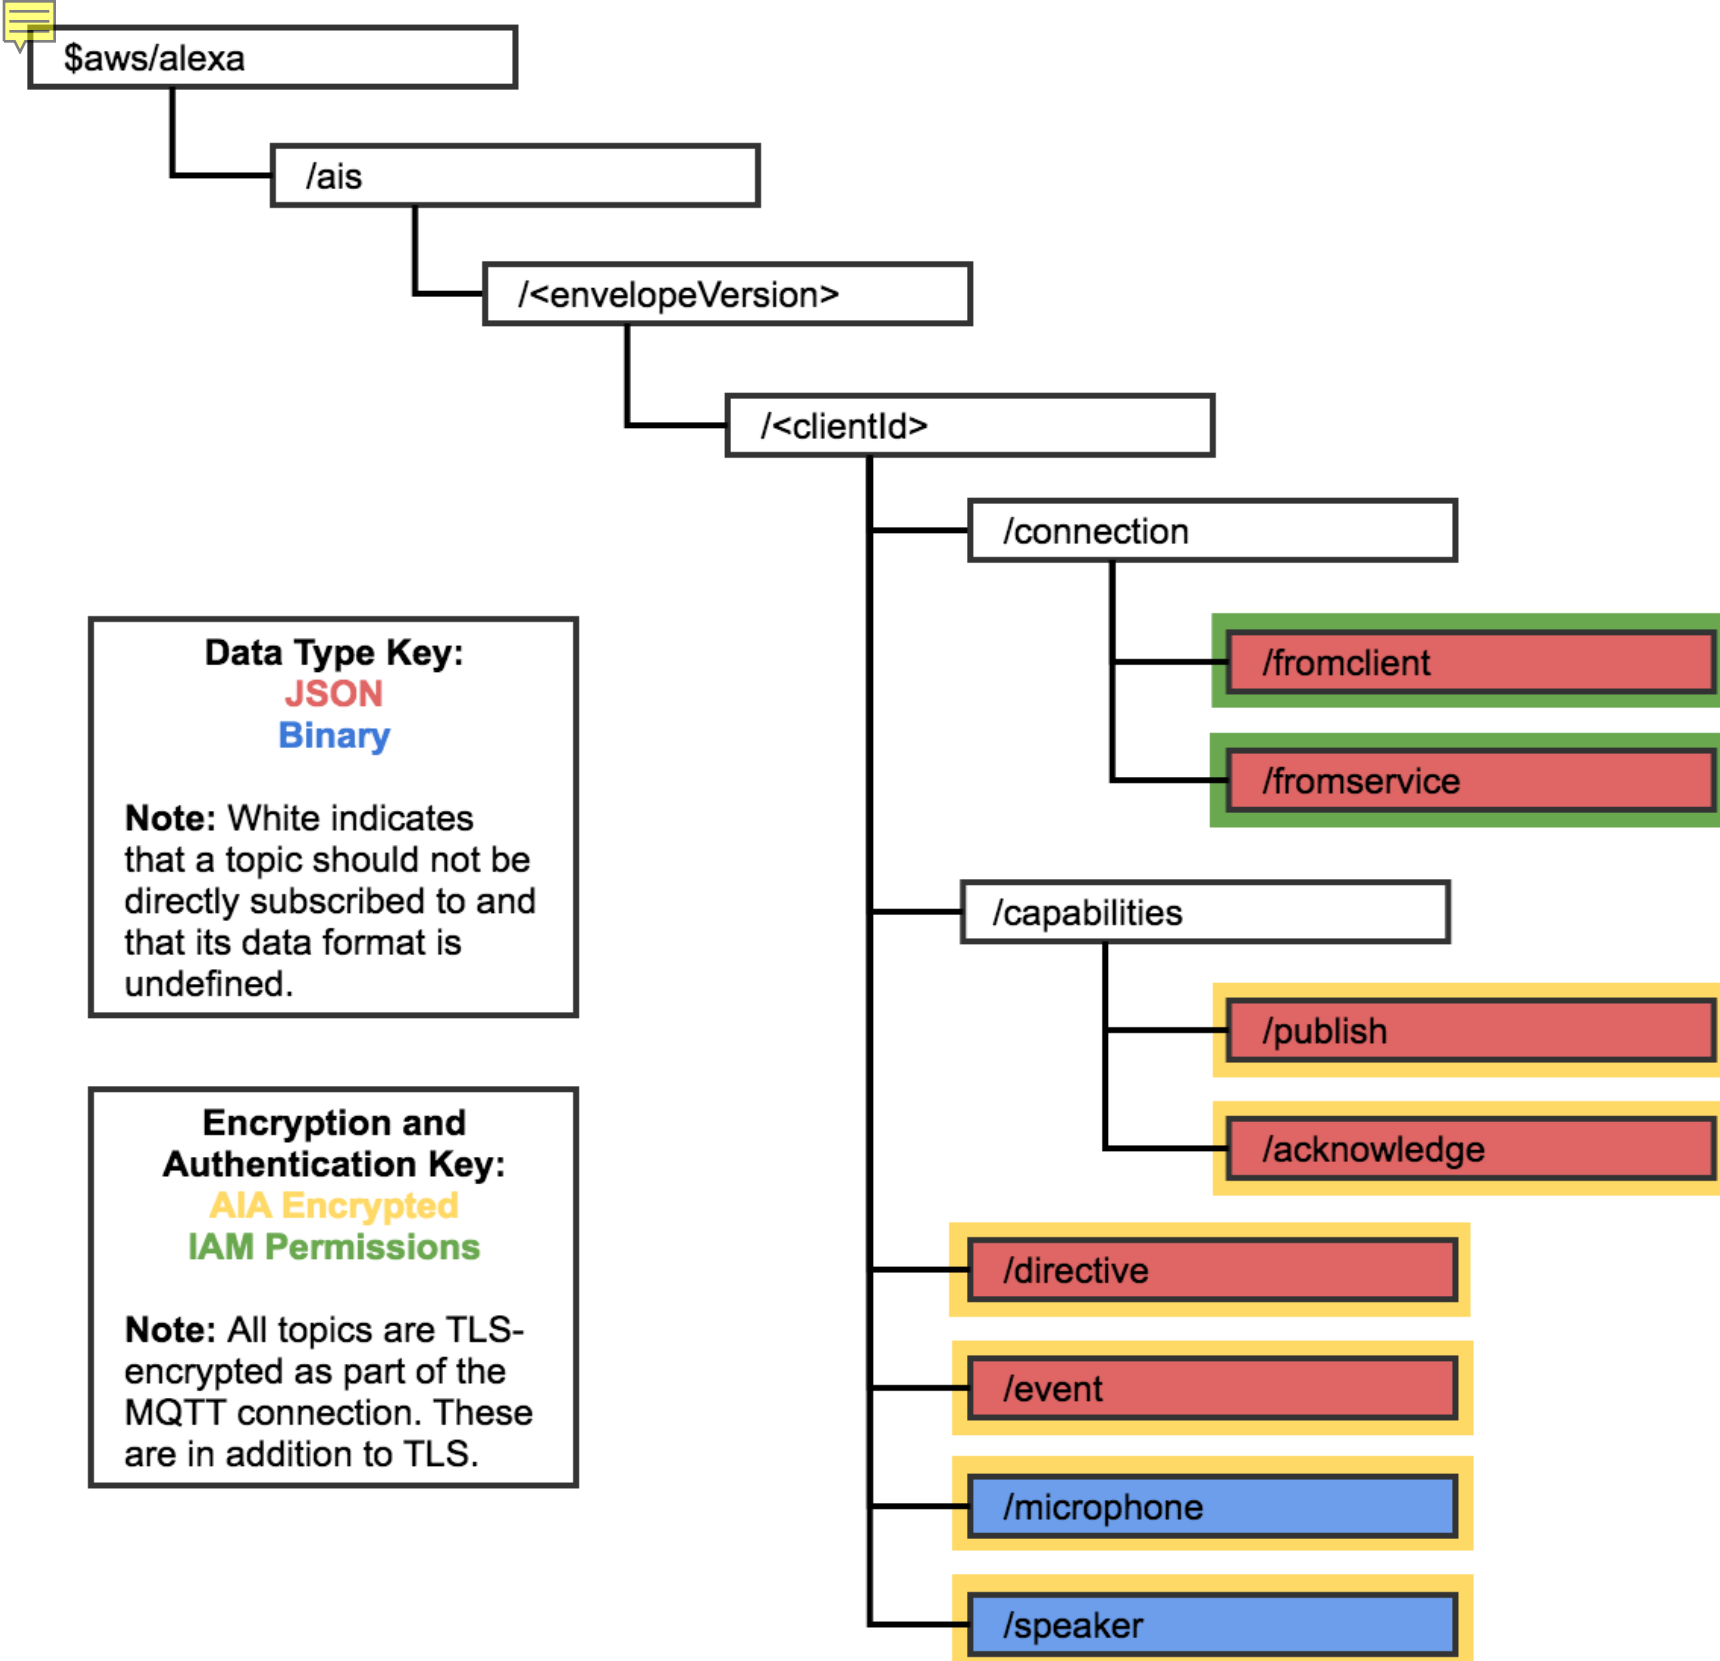 $aws/alexa
/ais
/<envelopeVersion>
/<clientId>
/connection
/fromclient
/fromservice
/capabilities
/publish
/acknowledge
/directive
/event
/microphone
/speaker
Data Type Key:
JSON
Binary
Note: White indicates
that a topic should not be
directly subscribed to and
that its data format is
undefined.
Encryption and
Authentication Key:
AIA Encrypted
IAM Permissions
Note: All topics are TLS-
encrypted as part of the
MQTT connection. These
are in addition to TLS.